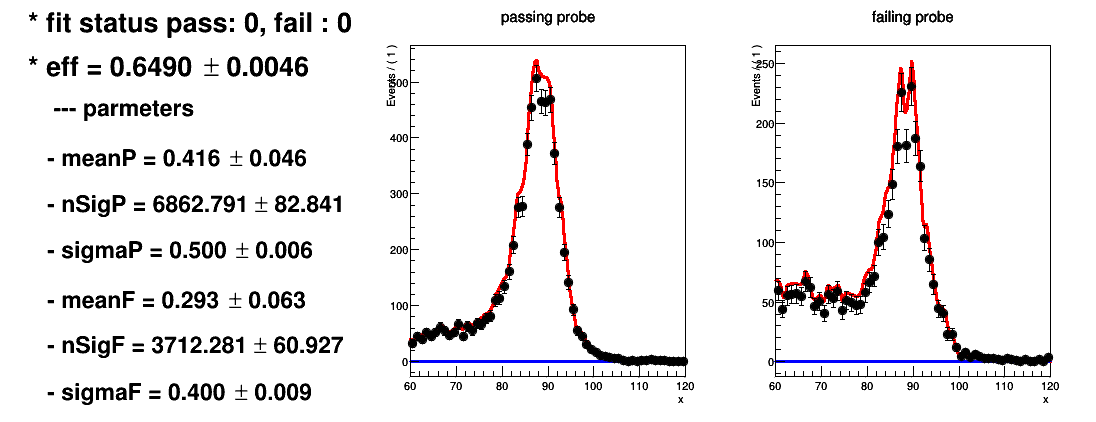 * fit status pass: 0, fail : 0
* eff = 0.6490 ± 0.0046
--- parmeters
- meanP = 0.416 ± 0.046
- nSigP = 6862.791 ± 82.841
- sigmaP = 0.500 ± 0.006
- meanF = 0.293 ± 0.063
- nSigF = 3712.281 ± 60.927
- sigmaF = 0.400 ± 0.009
passing probe
Events / ( 1 )
500
400
300
200
100
0
60 70 80 90 100 110 120
x
failing probe
Events / ( 1 )
250
200
150
100
50
0
60 70 80 90 100 110 120
x